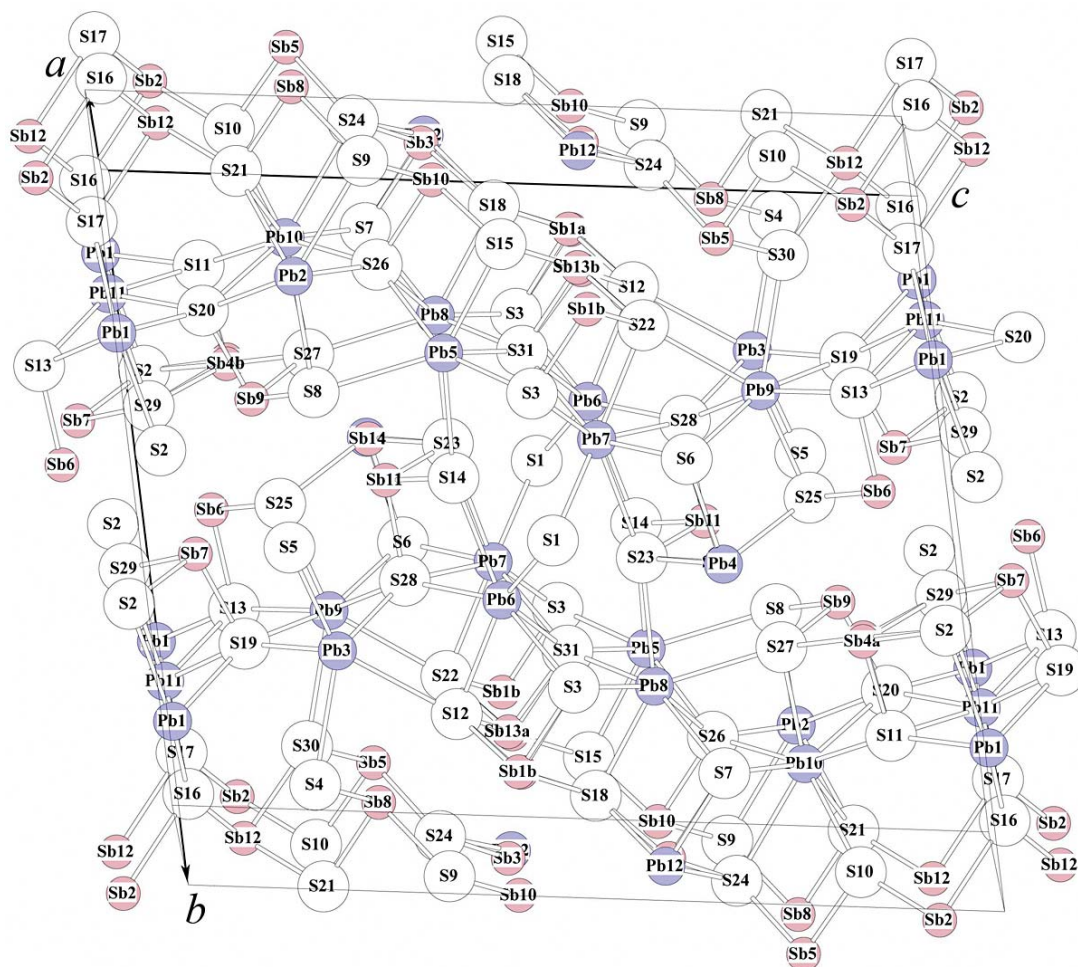 S17
S15
Sb5
S17
a
S16
Sb2
S18
Sb8
S16
Sb2
Sb10
S21
S24
S9
Sb12
Sb12
S10
Sb3
Pb12
S24
S10
Sb12
Sb12
S9
S21
Sb2
S16
Sb10
Sb8
Sb2
S16
c
S18
S17
S7
Sb1a
S4
Sb5
Pb10
S15
S17
Pb1
S26
S30
S11
Sb13b
Pb2
S12
Pb1
Pb11
Sb1b
S20
Pb8
S3
S22
Pb11
Pb1
S20
S31
Pb3
S27
Pb5
S19
Pb1
S13
S2
Sb4b
S8
S3
Pb9
S13
S2
Sb9
Pb6
S29
S28
Sb7
Pb7
S29
Sb14
S23
Sb7
S2
S5
S6
S1
Sb6
S2
S14
Sb11
Sb6
S25
S25
Sb6
S14
Sb11
S2
Sb6
S1
S5
S6
S23
S2
Sb7
Pb7
Pb4
S29
S28
Sb7
S29
Pb6
Sb9
S2
S13
Pb9
S3
S8
S2
S13
Pb1
S19
Pb5
S27
Sb4a
Pb3
S31
Pb1
S19
S22
Pb11
S3
Pb8
Sb1b
S20
Pb11
Pb1
S12
Pb2
Sb13a
S26
S11
S17
S30
S15
Pb1
Pb10
Sb5
Sb1b
S7
S4
S17
S16
Sb2
S18
Sb8
Sb10
S16
Sb2
S21
Sb12
S24
S9
S10
Sb12
Sb3
Pb12
Sb12
S10
S9
S24
Sb12
S21
Sb2
Sb10
b
Sb8
Sb2
Sb5